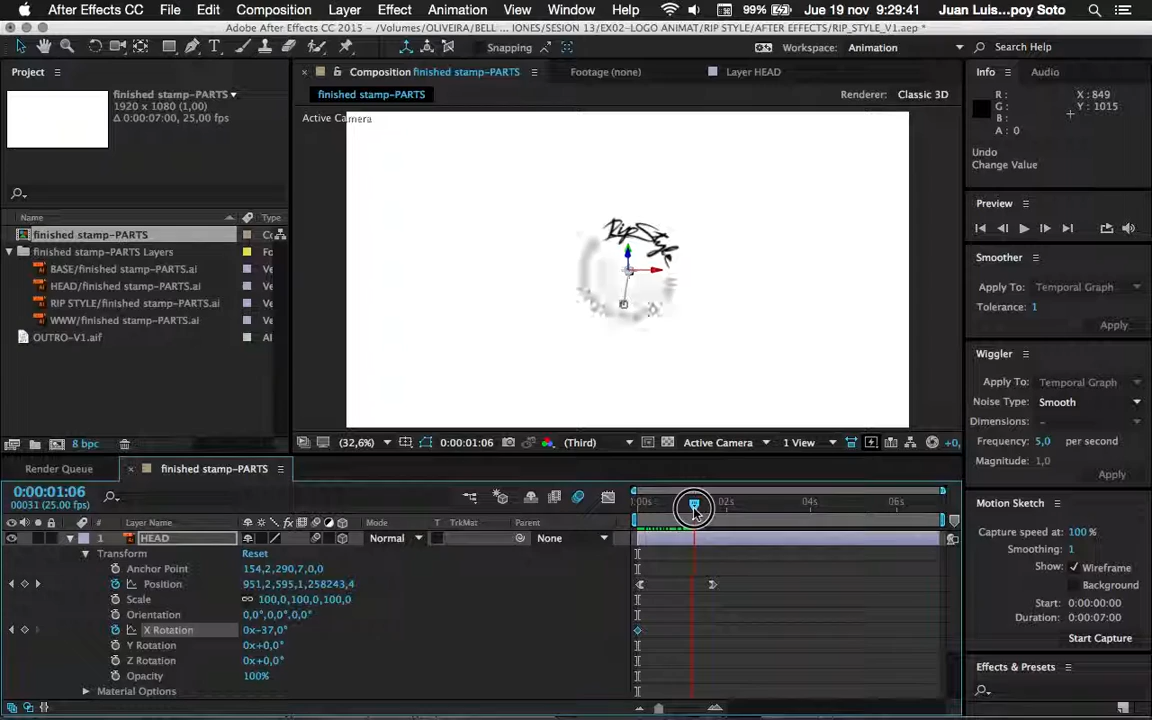 After Effects CC File Edit Composition Layer Effect Animation View Window Help 99% Jue 19 nov 9:29:41 Juan Luis...poy Soto
/Volumes/OLIVEIRA/BELL ... IONES/SESION 13/EX02-LOGO ANIMAT/RIP STYLE/AFTER EFFECTS/RIP_STYLE_V1.aep *
Snapping Workspace: Animation Search Help
Project Composition finished stamp-PARTS Footage (none) Layer HEAD Info Audio
finished stamp-PARTS
1920 x 1080 (1,00)
Δ 0:00:07:00, 25,00 fps
finished stamp-PARTS Renderer: Classic 3D
Active Camera
RipStyle
R : X : 849
G : Y : 1015
B :
A : 0
Undo
Change Value
Name Type
finished stamp-PARTS
finished stamp-PARTS Layers Fo
BASE/finished stamp-PARTS.ai Ve
HEAD/finished stamp-PARTS.ai Ve
RIP STYLE/finished stamp-PARTS.ai Ve
WWW/finished stamp-PARTS.ai Ve
OUTRO-V1.aif AI
Preview
Smoother
Apply To: Temporal Graph
Tolerance: 1
Apply
Wiggler
Apply To: Temporal Graph
Noise Type: Smooth
Dimensions: –
Frequency: 5,0 per second
Magnitude: 1,0
Apply
8 bpc (32,6%) 0:00:01:06 (Third) Active Camera 1 View +0,
Render Queue finished stamp-PARTS
0:00:01:06
00031 (25.00 fps)
:00s 02s 04s 06s
# Layer Name Mode T TrkMat Parent
1 HEAD Normal None
Transform Reset
Anchor Point 154,2,290,7,0,0
Position 951,2,595,1,258243,4
Scale 100,0,100,0,100,0
Orientation 0,0°,0,0°,0,0°
X Rotation 0x-37,0°
Y Rotation 0x+0,0°
Z Rotation 0x+0,0°
Opacity 100%
Material Options
Motion Sketch
Capture speed at: 100 %
Smoothing: 1
Show: Wireframe
Background
Start: 0:00:00:00
Duration: 0:00:07:00
Start Capture
Effects & Presets